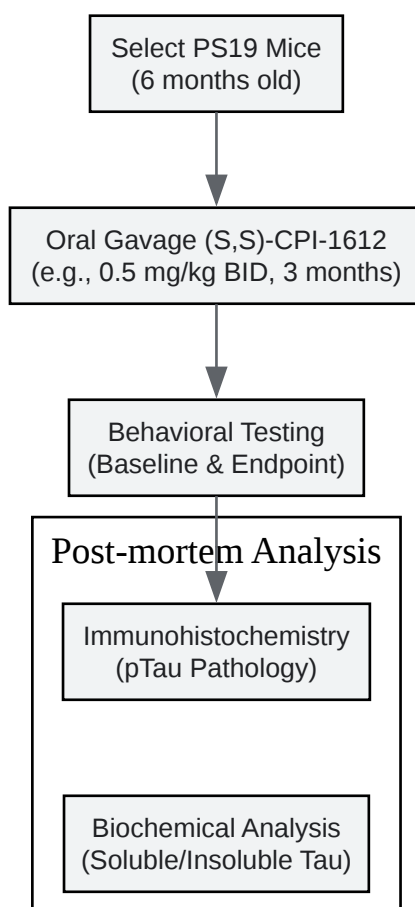 Select PS19 Mice
(6 months old)
Oral Gavage (S,S)-CPI-1612
(e.g., 0.5 mg/kg BID, 3 months)
Behavioral Testing
(Baseline & Endpoint)
Post-mortem Analysis
Immunohistochemistry
(pTau Pathology)
Biochemical Analysis
(Soluble/Insoluble Tau)